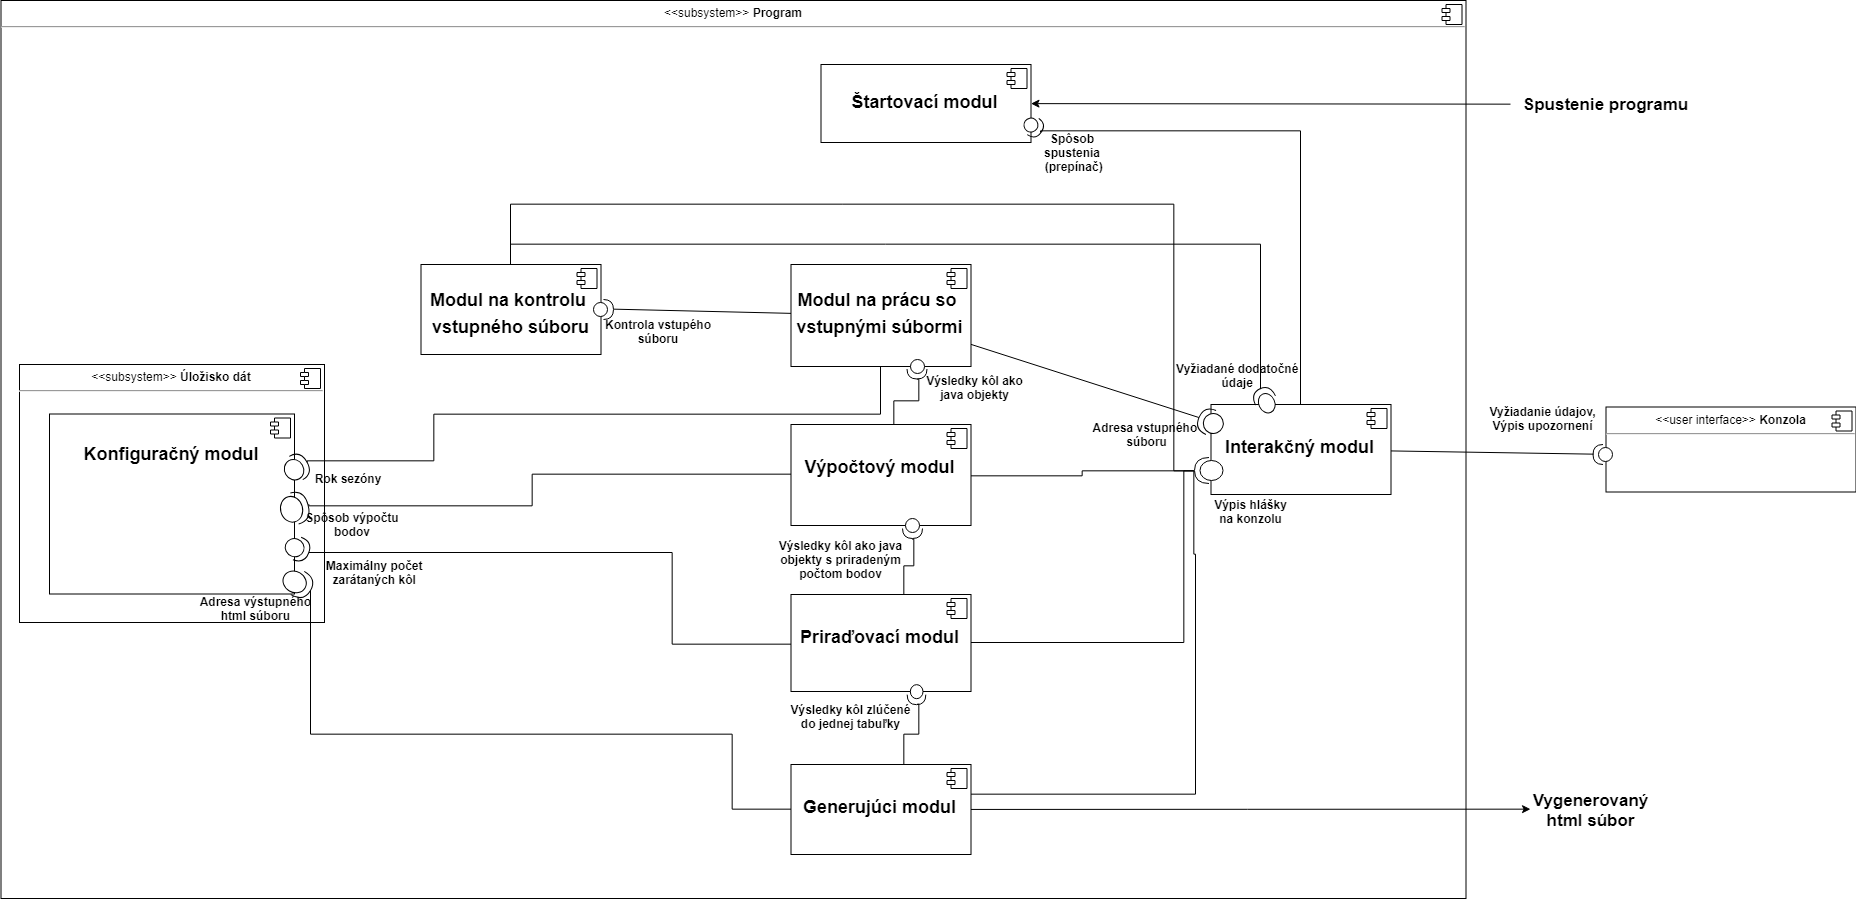 <<subsystem>> Program
Štartovací modul
Spustenie programu
Spôsob
spustenia
(prepínač)
Modul na kontrolu
vstupného súboru
Kontrola vstupého
súboru
Modul na prácu so
vstupnými súbormi
Výsledky kôl ako
java objekty
Vyžiadané dodatočné
údaje
<<subsystem>> Úložisko dát
Konfiguračný modul
Rok sezóny
Spôsob výpočtu
bodov
Maximálny počet
zarátaných kôl
Adresa výstupného
html súboru
Výpočtový modul
Adresa vstupného
súboru
Interakčný modul
Výpis hlášky
na konzolu
Vyžiadanie údajov,
Výpis upozornení
<<user interface>> Konzola
Výsledky kôl ako java
objekty s priradeným
počtom bodov
Priraďovací modul
Výsledky kôl zlúčené
do jednej tabuľky
Generujúci modul
Vygenerovaný
html súbor